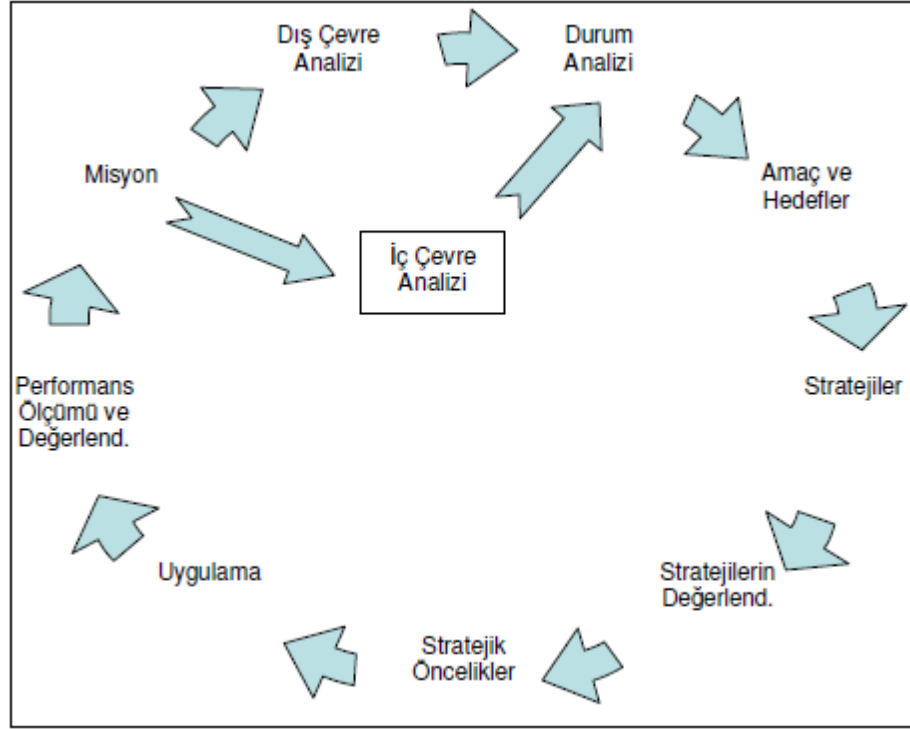 Dış Çevre
Analizi
Durum
Analizi
Misyon
Amaç ve
Hedefler
İç Çevre
Analizi
Performans
Ölçümü ve
Değerlend.
Stratejiler
Uygulama
Stratejilerin
Değerlend.
Stratejik
Öncelikler